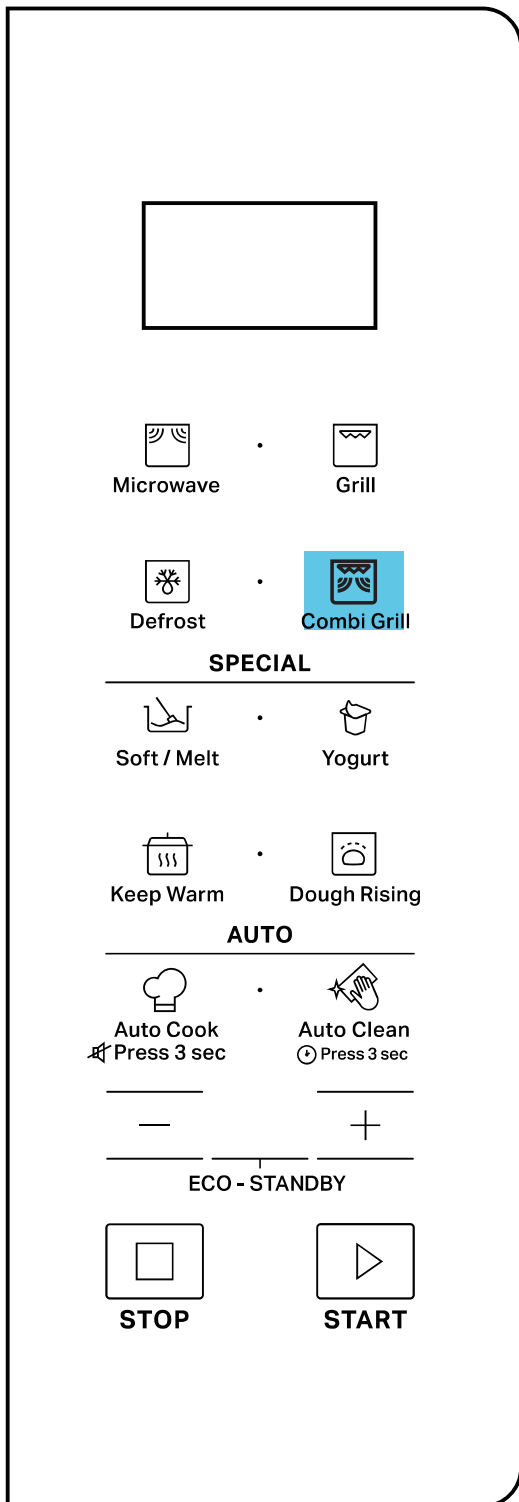 Microwave Grill
Defrost Combi Grill
SPECIAL
Soft / Melt Yogurt
Keep Warm Dough Rising
AUTO
Auto Cook Auto Clean
Press 3 sec Press 3 sec
ECO - STANDBY
STOP START